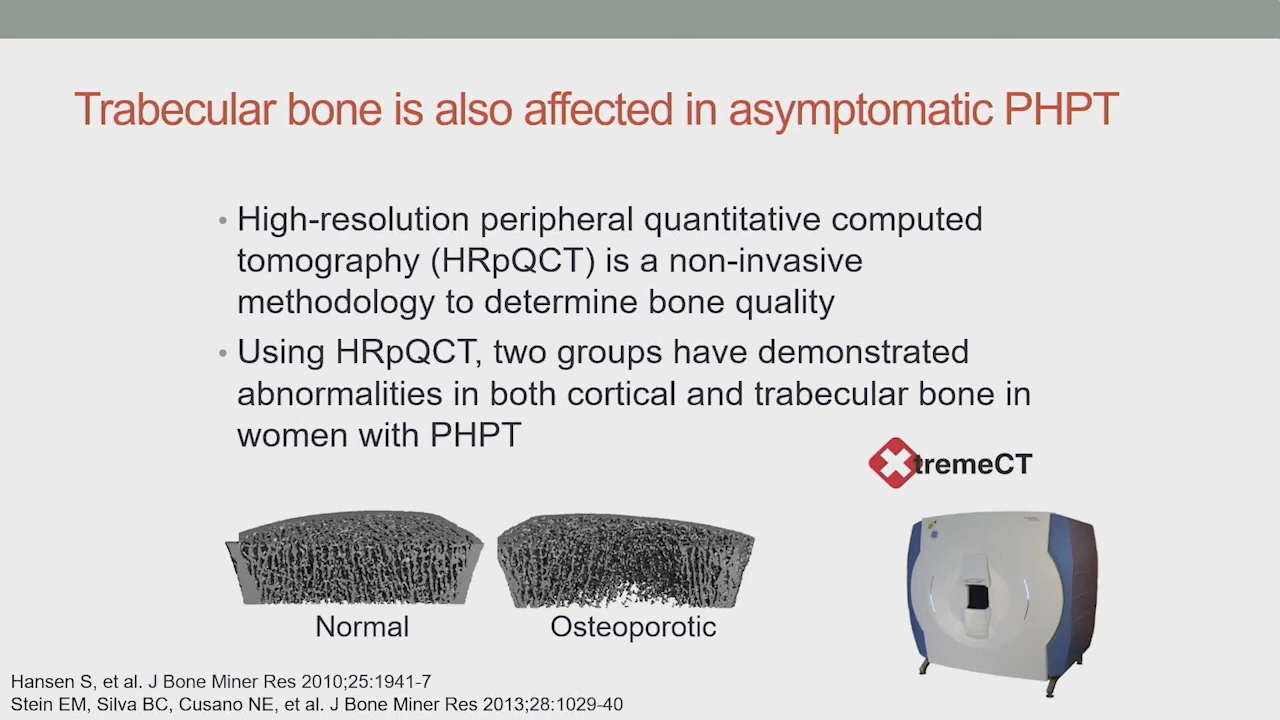 Trabecular bone is also affected in asymptomatic PHPT
• High-resolution peripheral quantitative computed
tomography (HRpQCT) is a non-invasive
methodology to determine bone quality
• Using HRpQCT, two groups have demonstrated
abnormalities in both cortical and trabecular bone in
women with PHPT
XtremeCT
Normal
Osteoporotic
Hansen S, et al. J Bone Miner Res 2010;25:1941-7
Stein EM, Silva BC, Cusano NE, et al. J Bone Miner Res 2013;28:1029-40